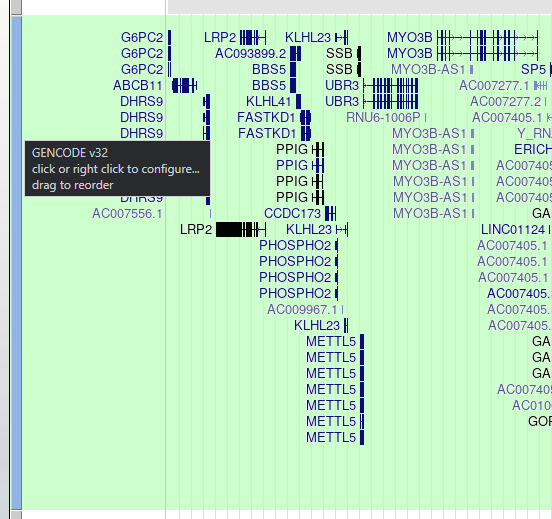 G6PC2 LRP2 KLHL23 MYO3B
G6PC2 AC093899.2 SSB MYO3B
G6PC2 BBS5 SSB MYO3B-AS1 SP5
ABCB11 BBS5 UBR3 AC007277.1
DHRS9 KLHL41 UBR3 AC007277.2
DHRS9 FASTKD1 RNU6-1006P AC007405.1
DHRS9 FASTKD1 MYO3B-AS1 Y_RN
GENCODE v32 PPIG MYO3B-AS1 ERICH
click or right click to configure... PPIG MYO3B-AS1 AC007405
drag to reorder PPIG MYO3B-AS1 AC007405
DHRS9 PPIG MYO3B-AS1 AC007405
AC007556.1 CCDC173 MYO3B-AS1 GA
LRP2 KLHL23 LINC01124
PHOSPHO2 AC007405.1
PHOSPHO2 AC007405.1
PHOSPHO2 AC007405.1
PHOSPHO2 AC007405.
AC009967.1 AC007405.
KLHL23 AC007405.
METTL5 GA
METTL5 GA
METTL5 GA
METTL5 AC007405
METTL5 AC010
METTL5 GOR
METTL5